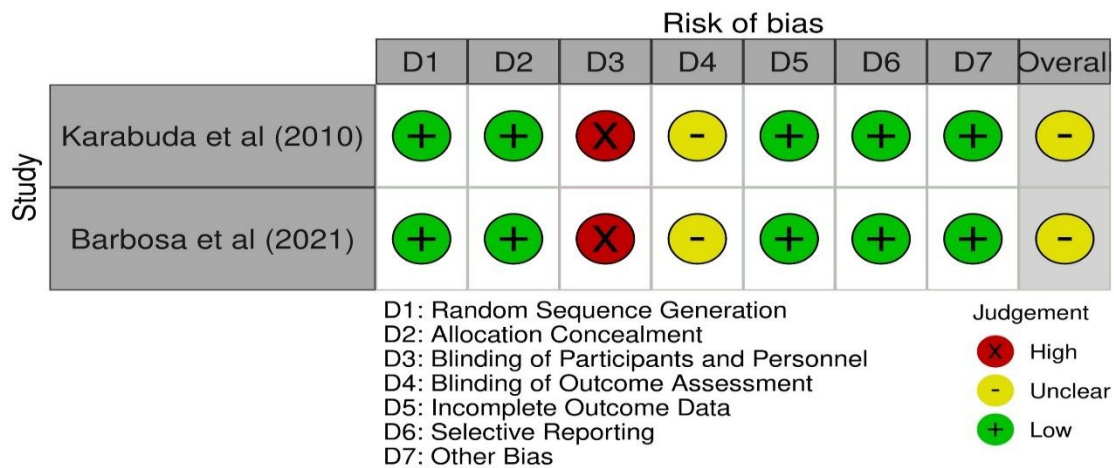 Risk of bias
D1 D2 D3 D4 D5 D6 D7 Overall
Study
Karabuda et al (2010) + + X - + + + -
Barbosa et al (2021) + + X - + + + -
D1: Random Sequence Generation
D2: Allocation Concealment
D3: Blinding of Participants and Personnel
D4: Blinding of Outcome Assessment
D5: Incomplete Outcome Data
D6: Selective Reporting
D7: Other Bias
Judgement
X High
- Unclear
+ Low